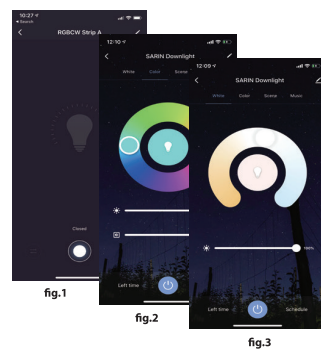 10:27
Search
RGBCW Strip A
Closed
fig.1
12:10
SARIN Downlight
White Color Scene
Left time
fig.2
12:09
SARIN Downlight
White Color Scene Music
100%
Left time Schedule
fig.3